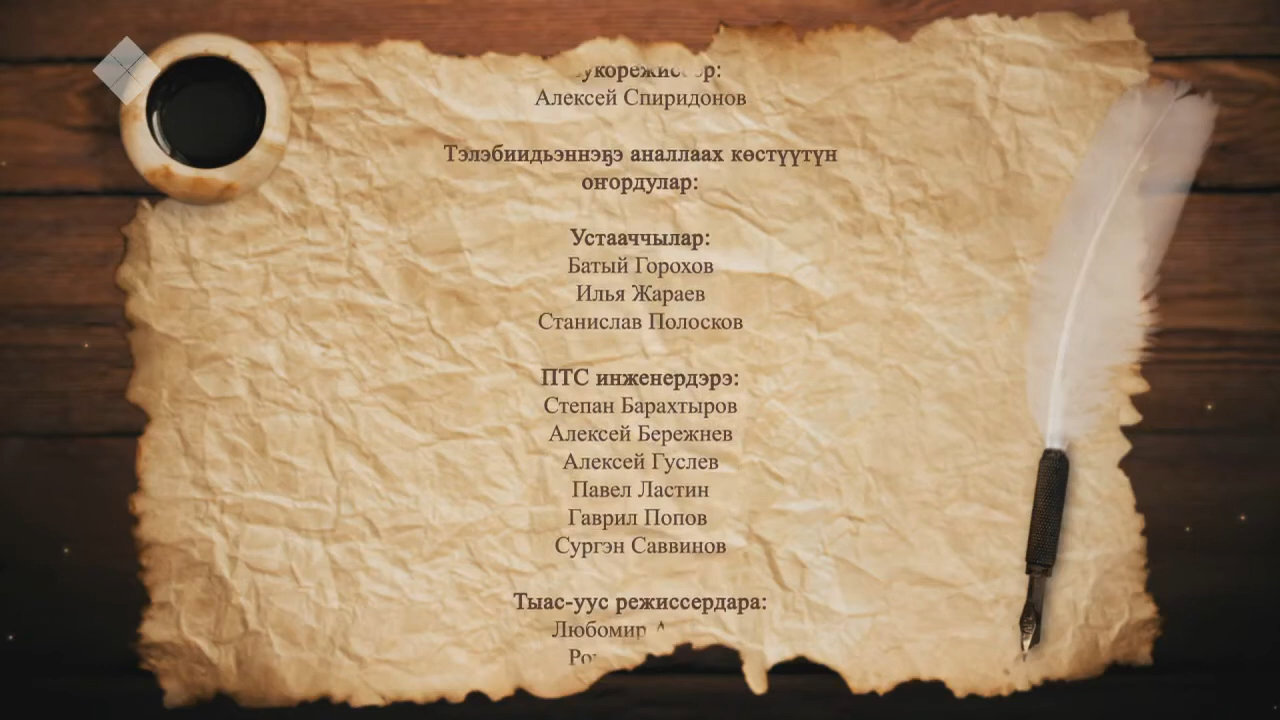 Алексей Спиридонов
Тэлэбиидьэннэҕэ аналлаах көстүүтүн
оҥордулар:
Устааччылар:
Батый Горохов
Илья Жараев
Станислав Полосков
ПТС инженердэрэ:
Степан Барахтыров
Алексей Бережнев
Алексей Гуслев
Павел Ластин
Гаврил Попов
Сургэн Саввинов
Тыас-уус режиссердара:
Любомир